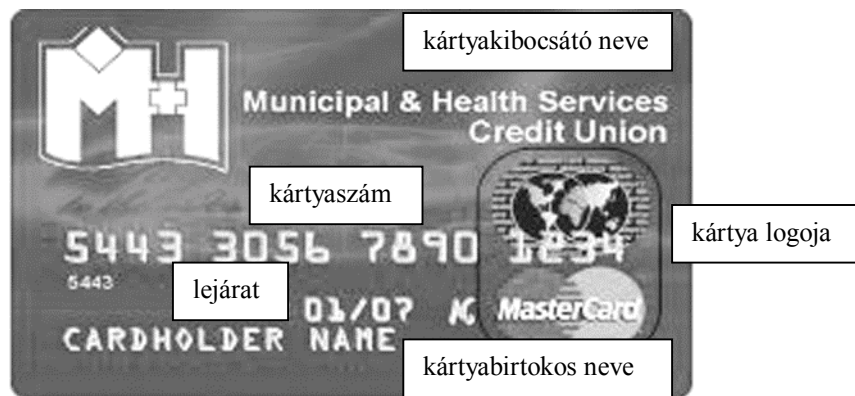 kártyakibocsátó neve
MH
Municipal & Health Services
Credit Union
kártyaszám
5443 3056 7890 1234
kártya logoja
5443
lejárat
01/07
MasterCard
CARDHOLDER NAME
kártyabirtokos neve